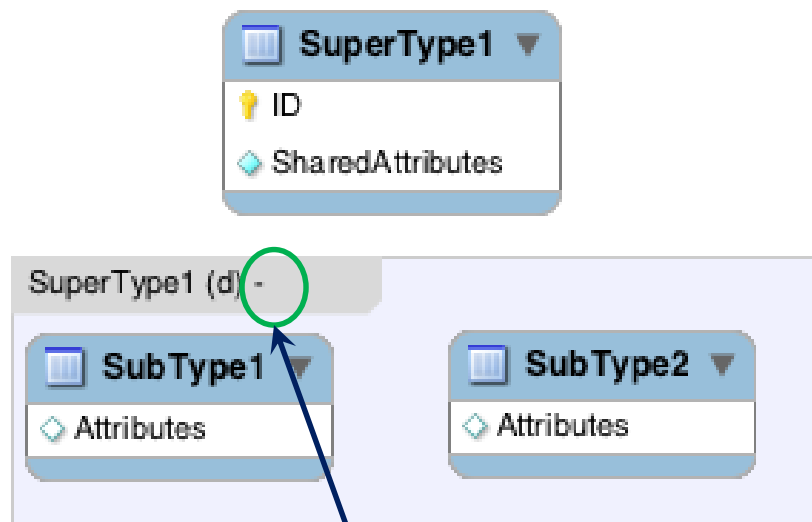 SuperType1
ID
SharedAttributes
SuperType1 (d) -
SubType1
Attributes
SubType2
Attributes